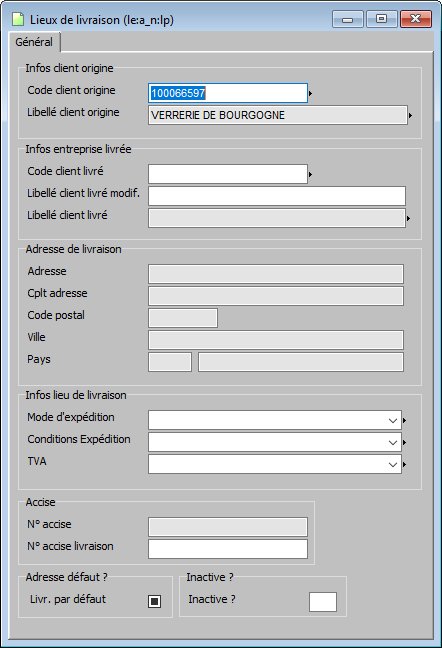 Lieux de livraison (le:a_n:lp)
Général
Infos client origine
Code client origine 100066597
Libellé client origine VERRERIE DE BOURGOGNE
Infos entreprise livrée
Code client livré
Libellé client livré modif.
Libellé client livré
Adresse de livraison
Adresse
Cplt adresse
Code postal
Ville
Pays
Infos lieu de livraison
Mode d'expédition
Conditions Expédition
TVA
Accise
N° accise
N° accise livraison
Adresse défaut ? Inactive ?
Livr. par défaut Inactive ?